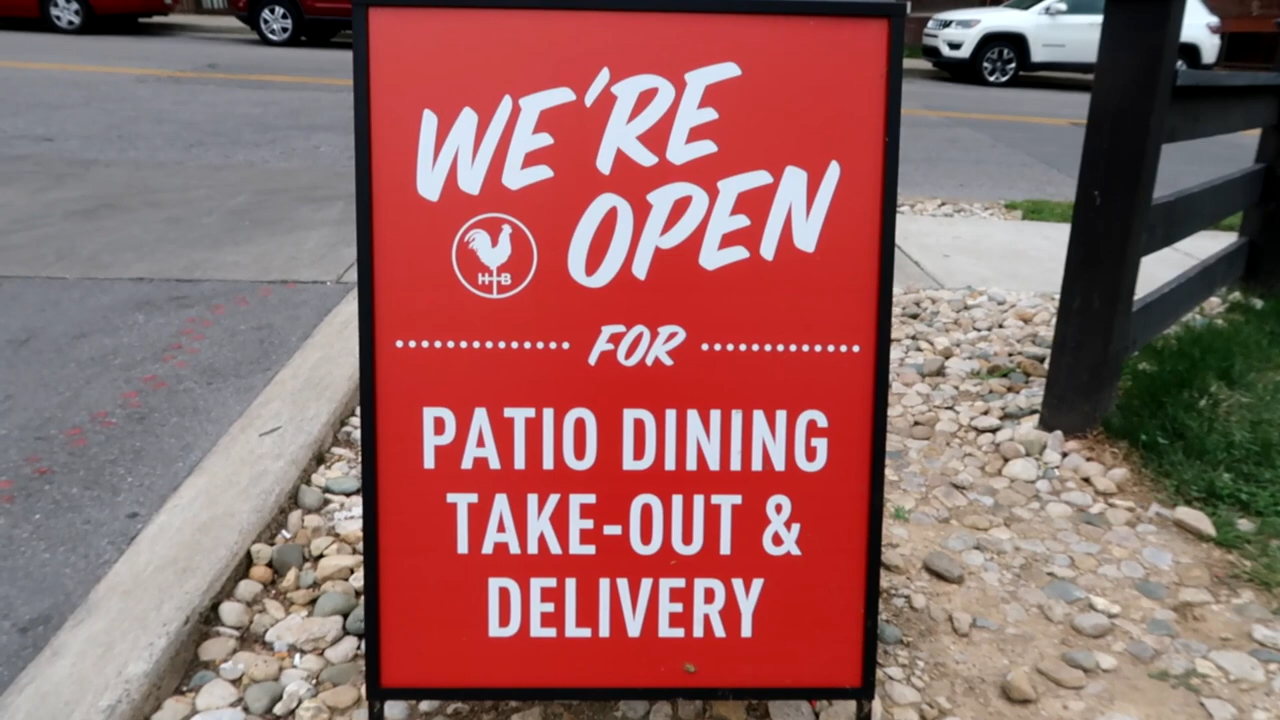 WE'RE
OPEN
H B
FOR
PATIO DINING
TAKE-OUT &
DELIVERY